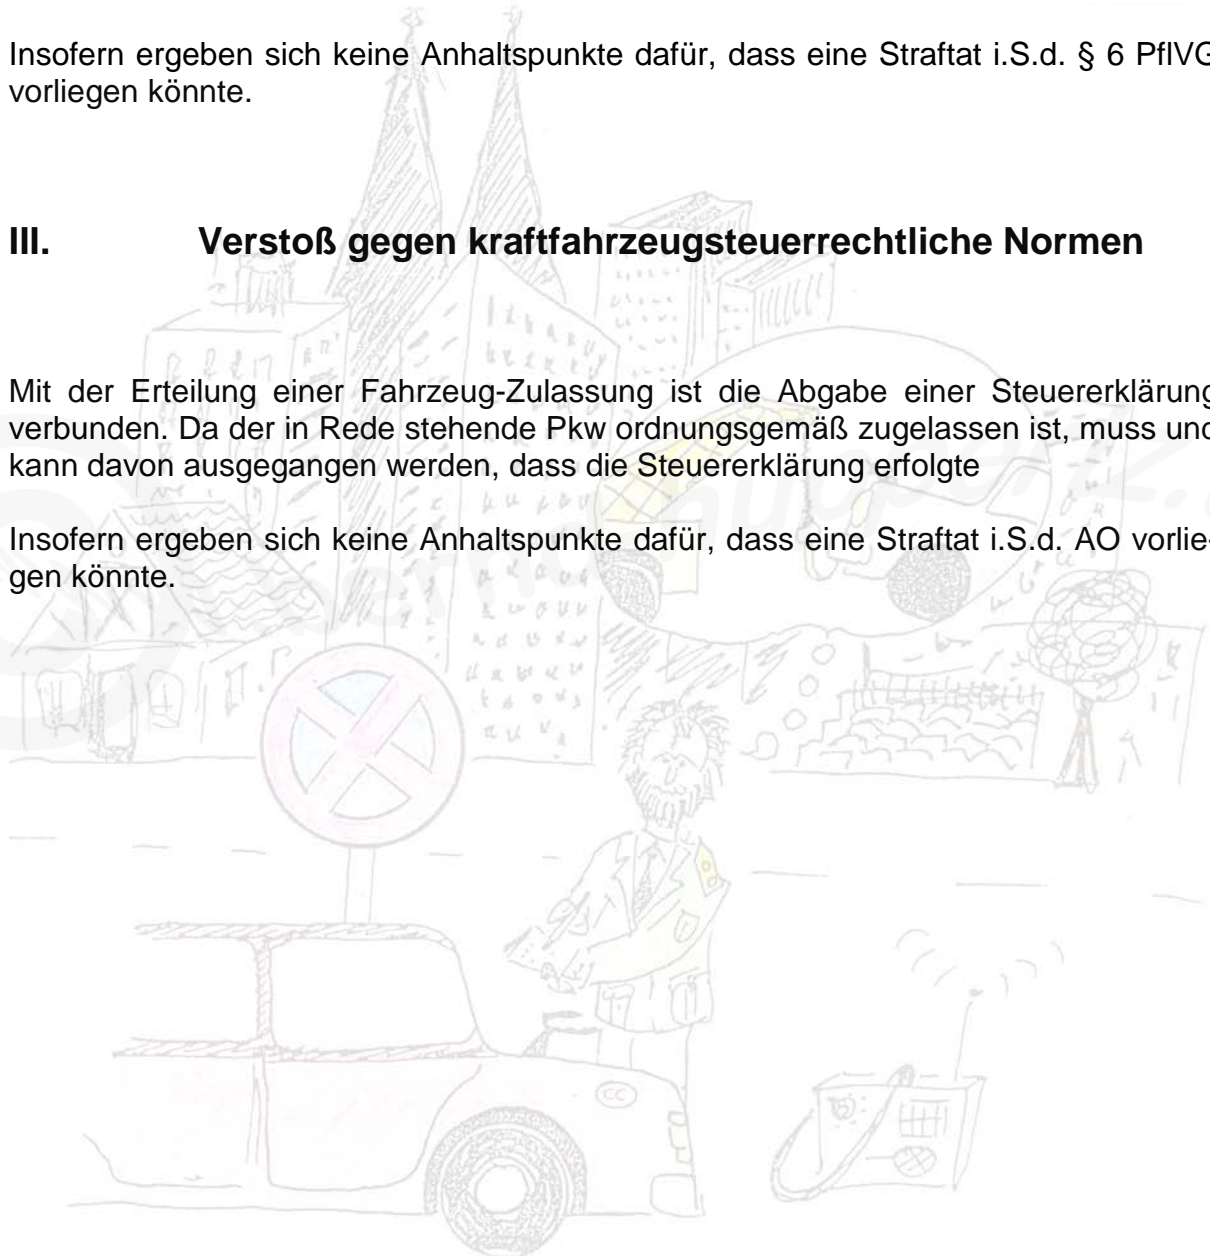 Insofern ergeben sich keine Anhaltspunkte dafür, dass eine Straftat i.S.d. § 6 PflVG
vorliegen könnte.
III. Verstoß gegen kraftfahrzeugsteuerrechtliche Normen
Mit der Erteilung einer Fahrzeug-Zulassung ist die Abgabe einer Steuererklärung
verbunden. Da der in Rede stehende Pkw ordnungsgemäß zugelassen ist, muss und
kann davon ausgegangen werden, dass die Steuererklärung erfolgte
Insofern ergeben sich keine Anhaltspunkte dafür, dass eine Straftat i.S.d. AO vorlie-
gen könnte.
CC